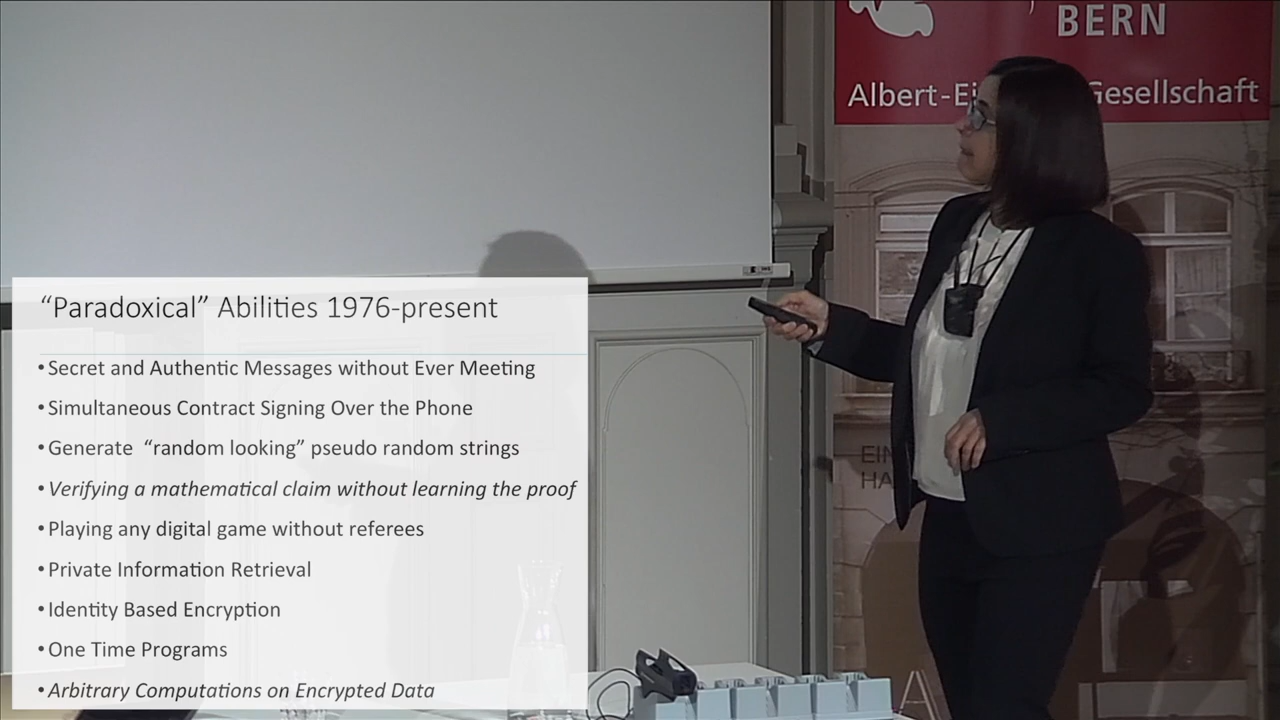 BERN
Albert-Ei Gesellschaft
“Paradoxical” Abilities 1976-present
•Secret and Authentic Messages without Ever Meeting
•Simultaneous Contract Signing Over the Phone
•Generate “random looking” pseudo random strings
•Verifying a mathematical claim without learning the proof
•Playing any digital game without referees
•Private Information Retrieval
•Identity Based Encryption
•One Time Programs
•Arbitrary Computations on Encrypted Data
EIN
HA